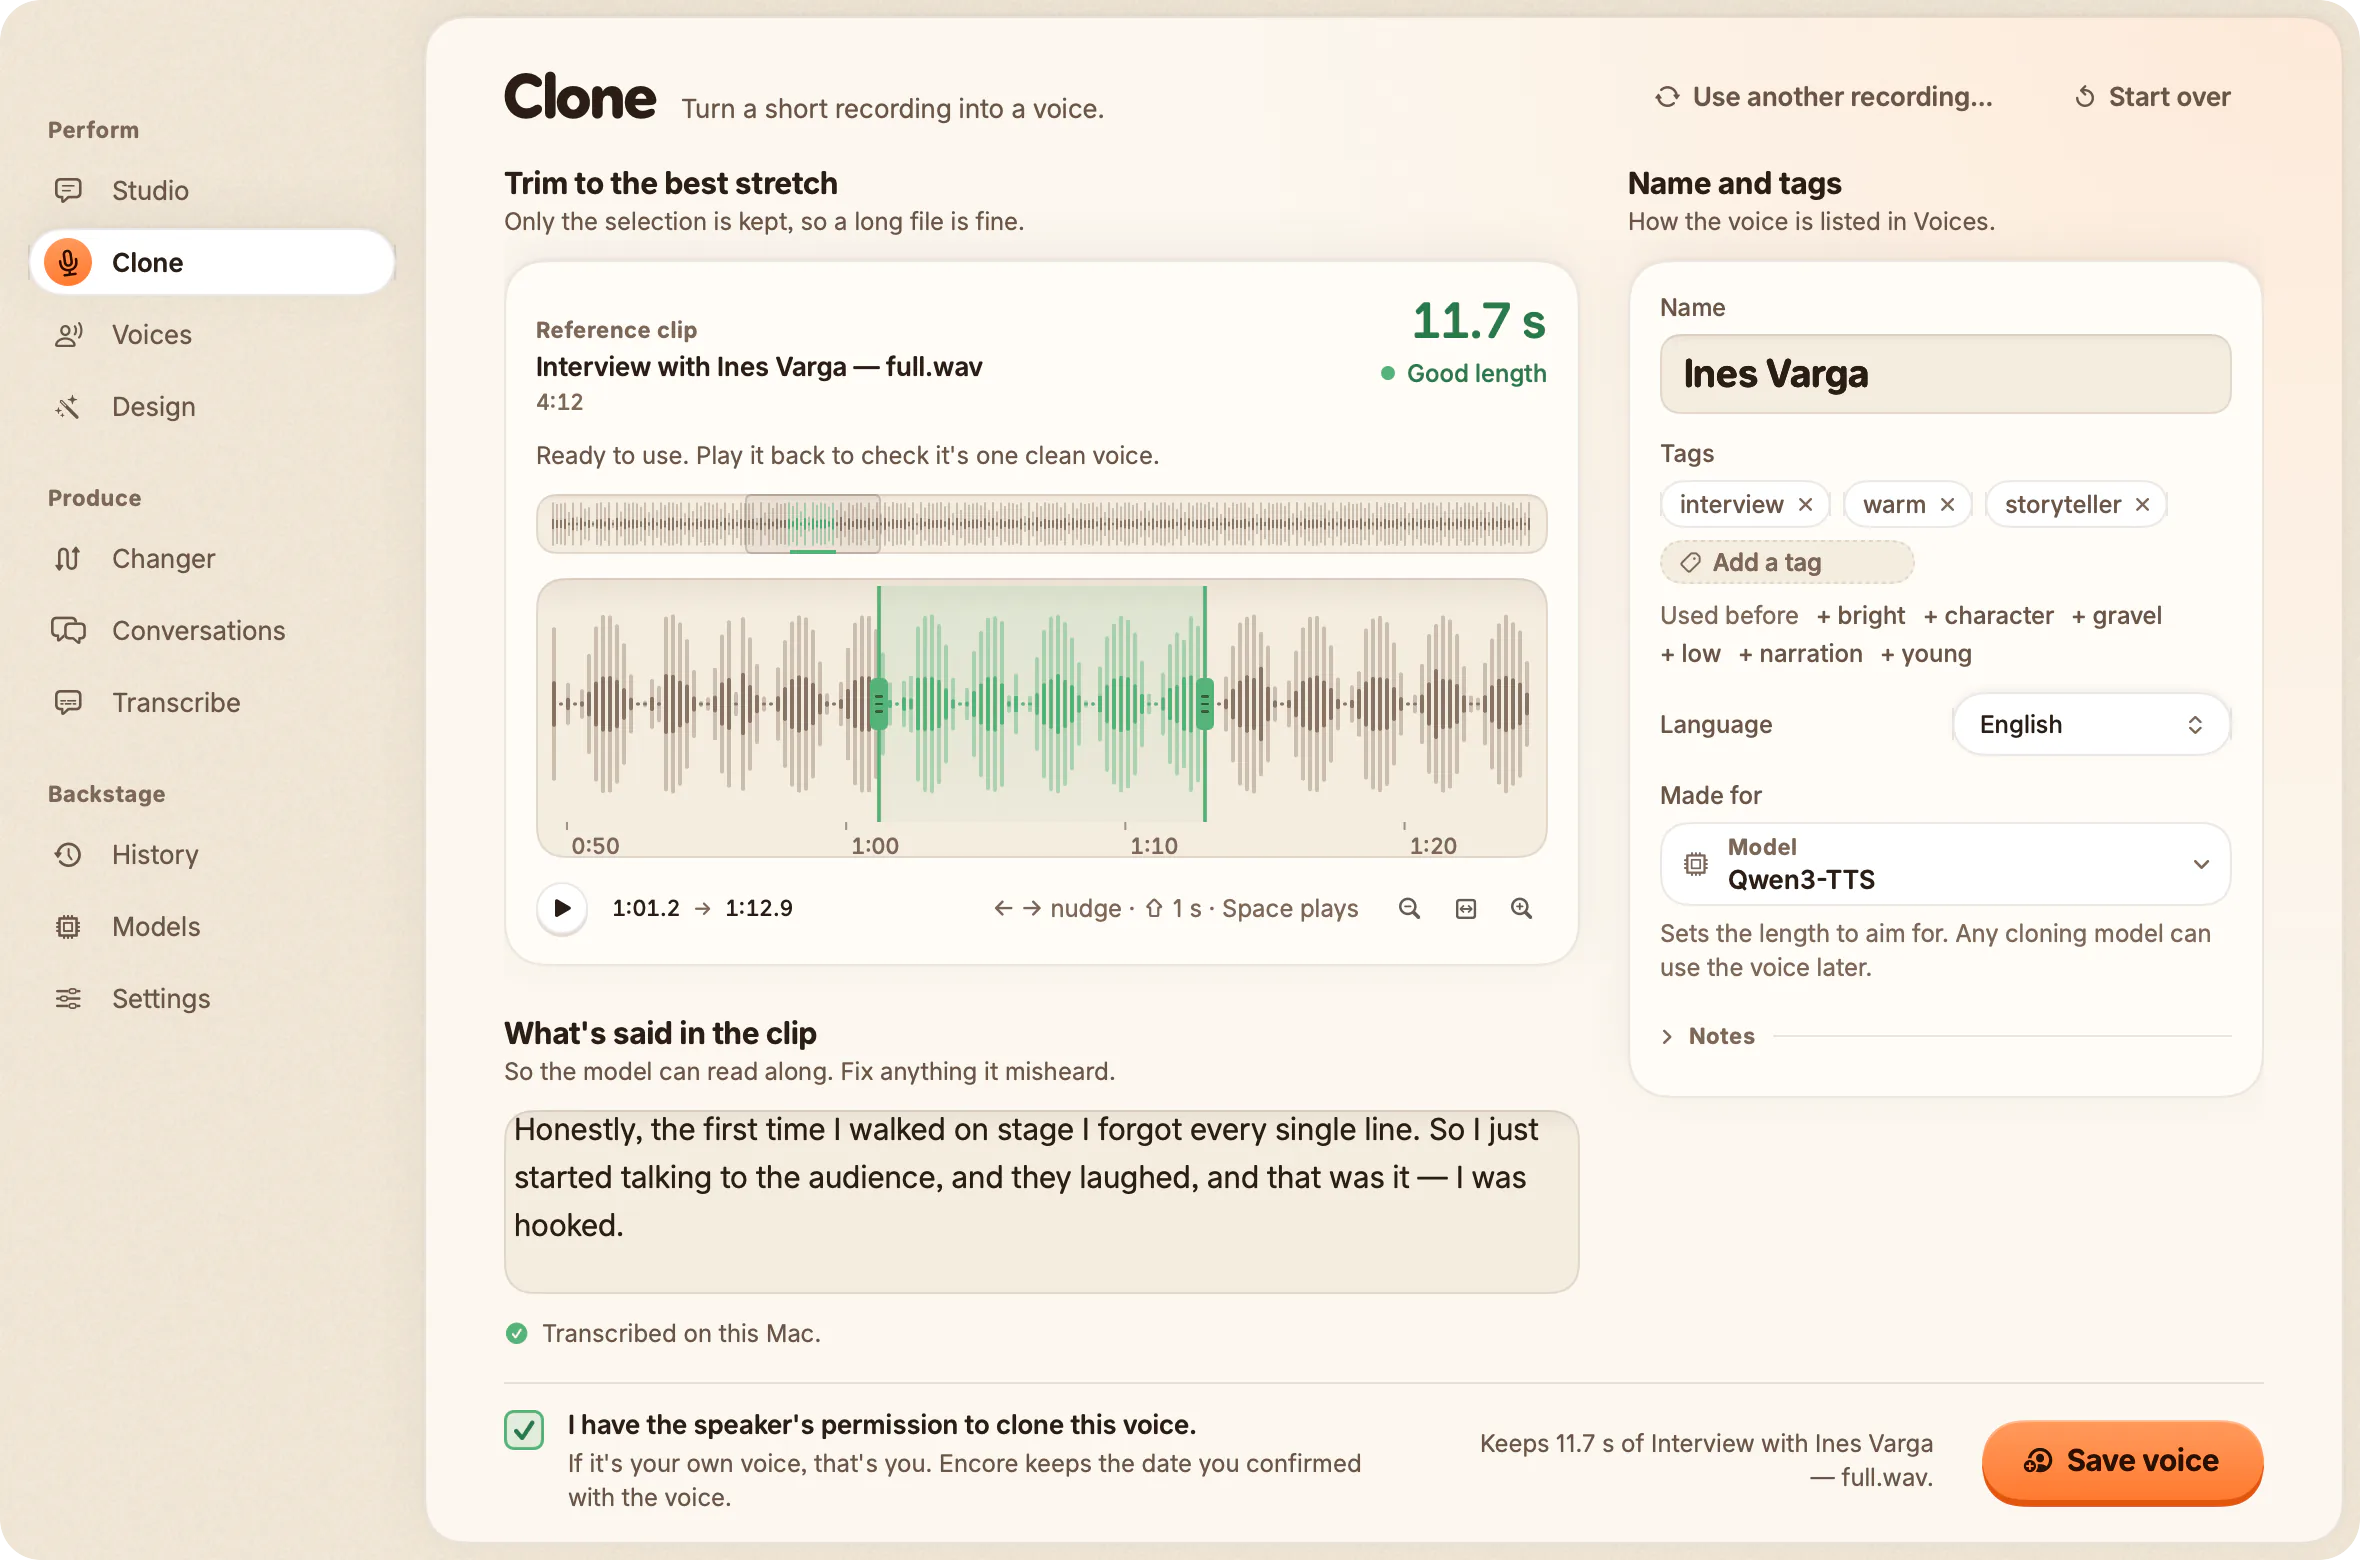 Perform
Studio
Clone
Voices
Design
Produce
Changer
Conversations
Transcribe
Backstage
History
Models
Settings
Clone
Turn a short recording into a voice.
Use another recording...
Start over
Trim to the best stretch
Only the selection is kept, so a long file is fine.
Reference clip
Interview with Ines Varga — full.wav
4:12
11.7 s
Good length
Ready to use. Play it back to check it's one clean voice.
0:50
1:00
1:10
1:20
1:01.2 → 1:12.9
← → nudge · ⇧ 1 s · Space plays
What's said in the clip
So the model can read along. Fix anything it misheard.
Honestly, the first time I walked on stage I forgot every single line. So I just
started talking to the audience, and they laughed, and that was it — I was
hooked.
Transcribed on this Mac.
Name and tags
How the voice is listed in Voices.
Name
Ines Varga
Tags
interview × warm × storyteller ×
Add a tag
Used before + bright + character + gravel
+ low + narration + young
Language
English
Made for
Model
Qwen3-TTS
Sets the length to aim for. Any cloning model can
use the voice later.
Notes
I have the speaker's permission to clone this voice.
If it's your own voice, that's you. Encore keeps the date you confirmed
with the voice.
Keeps 11.7 s of Interview with Ines Varga
— full.wav.
Save voice